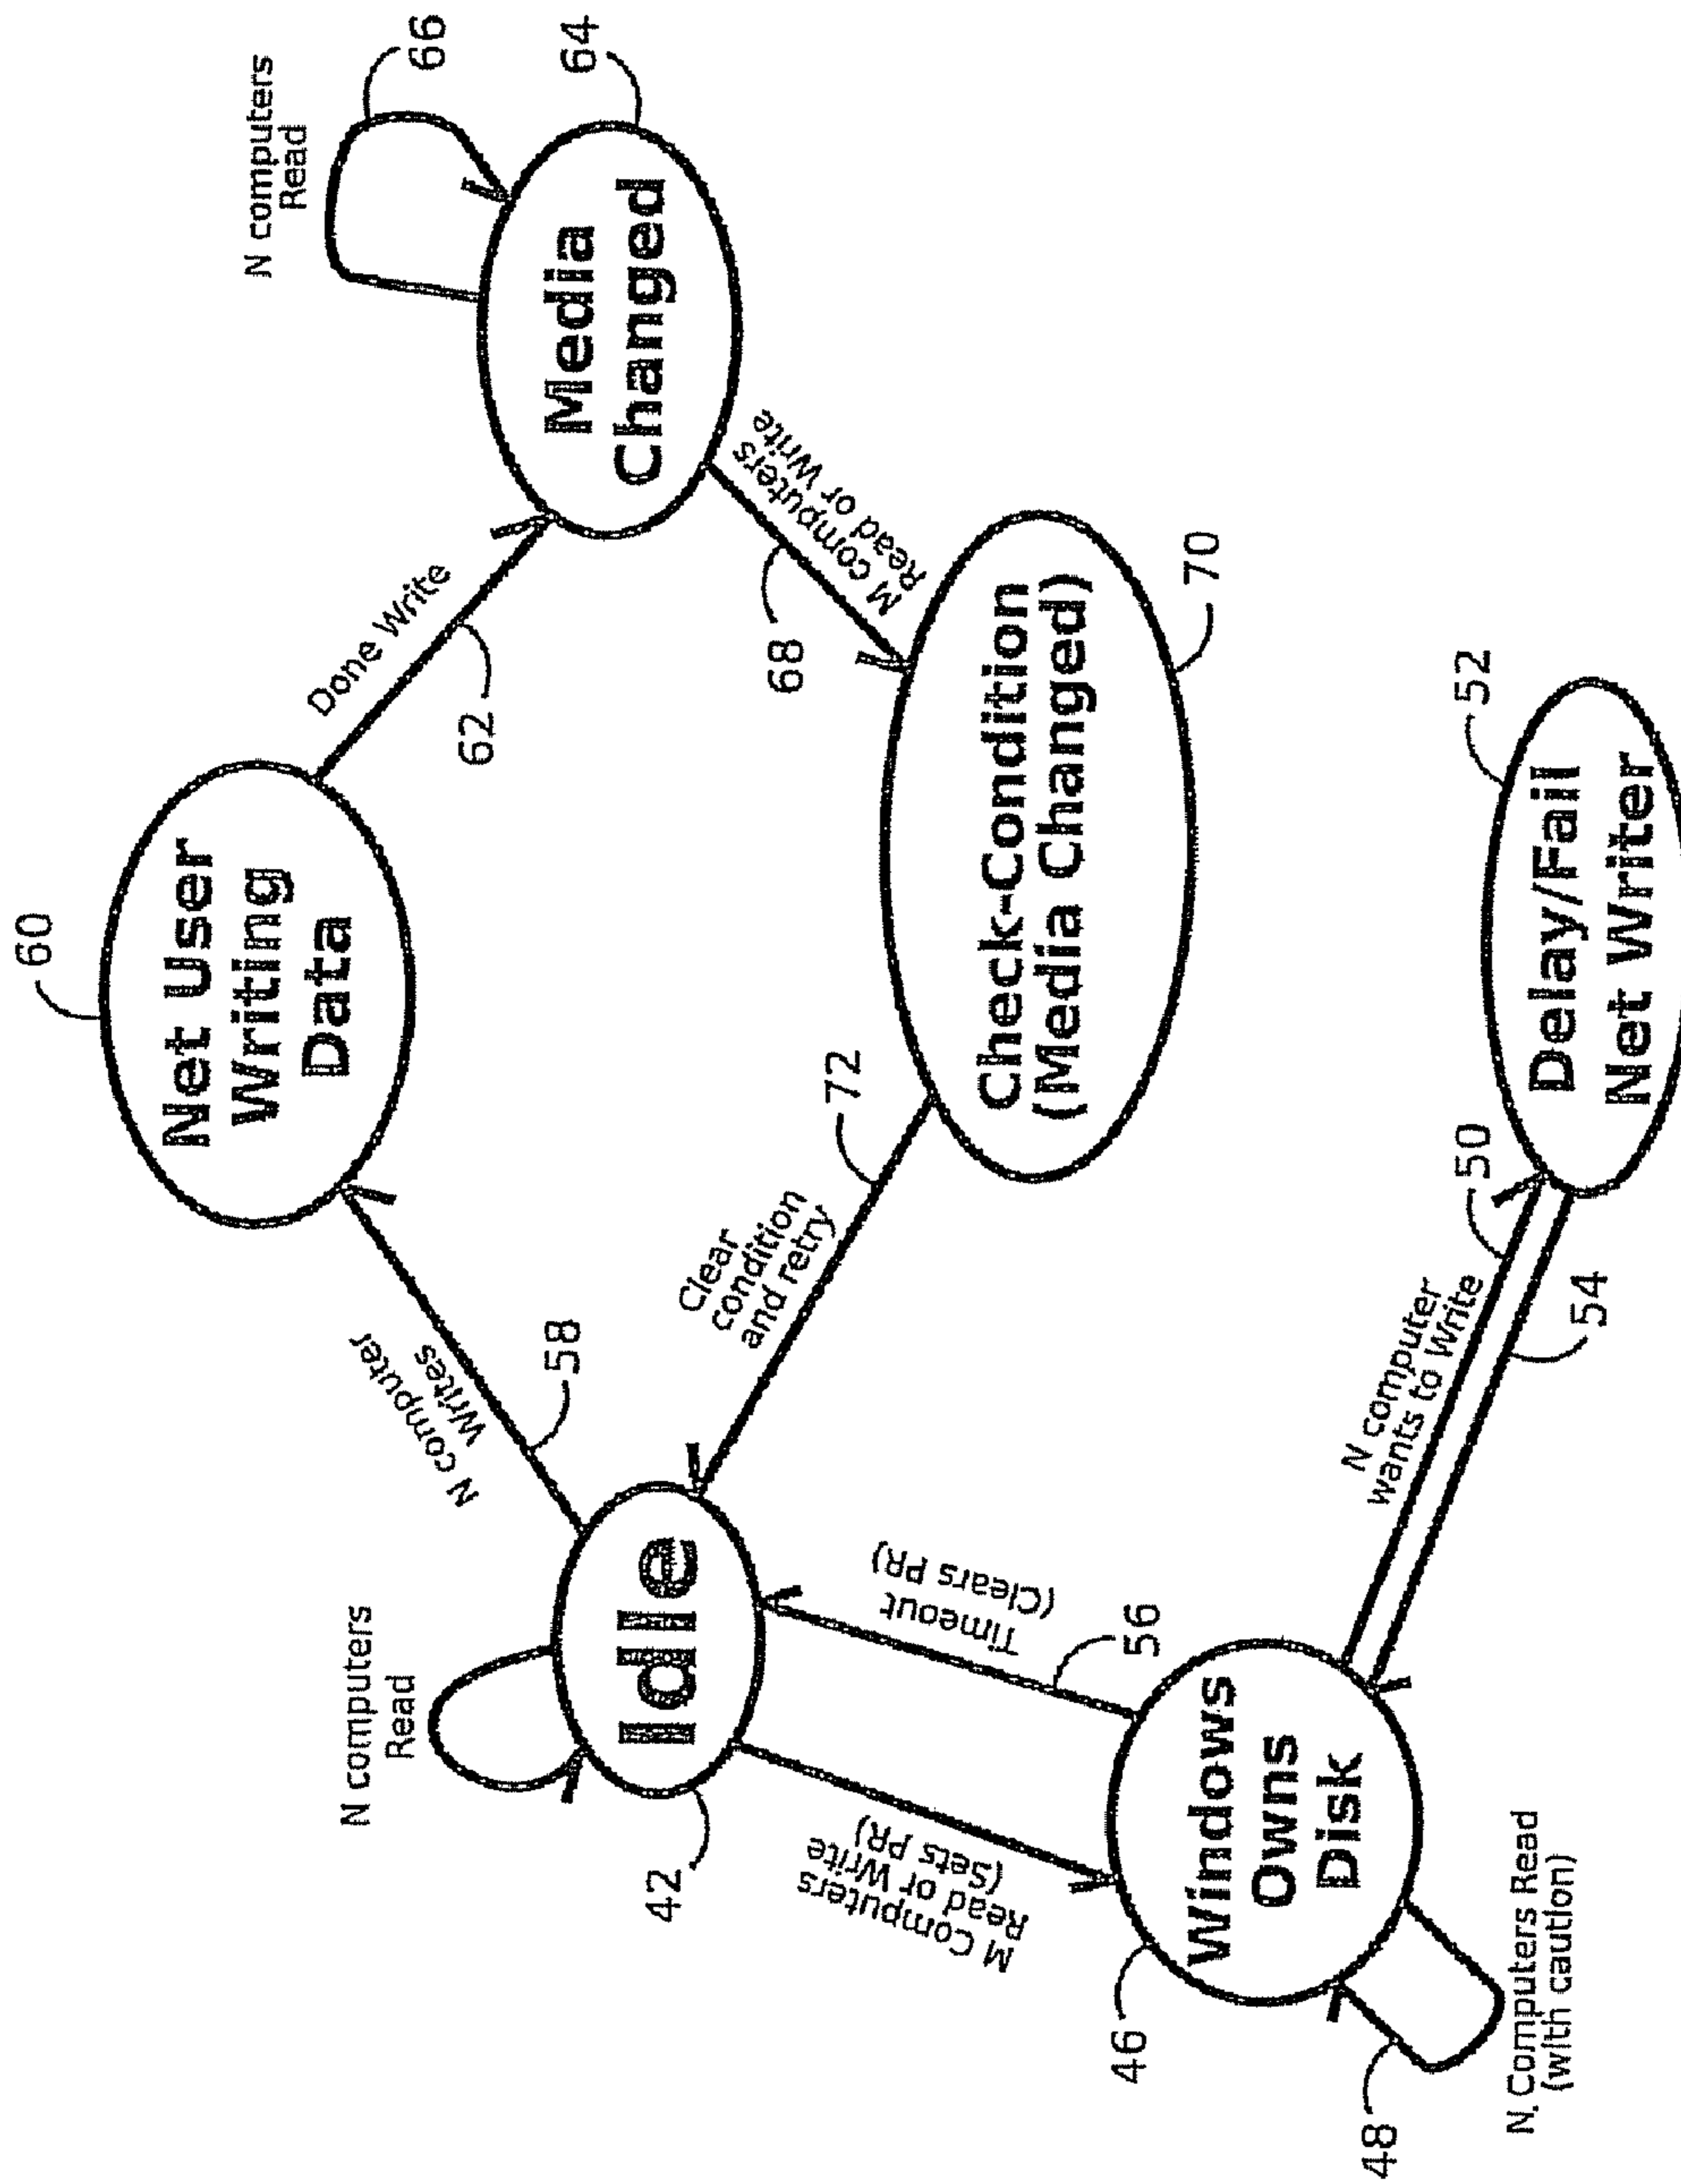 N computers
Read
66
64
Media
Changed
60
Net User
Writing
Data
Done Write
62
M computers
Read or Write
68
N computer
Writes
58
Check-Condition
(Media Changed)
70
Clear
condition
and retry
72
N computers
Read
Idle
42
M Computers
Read or Write
(Sets PR)
Timeout
(Clears PR)
56
Windows
Owns
Disk
46
48
N. Computers Read
(with caution)
N computer
wants to Write
50
54
Delay/Fail
Net Writer
52